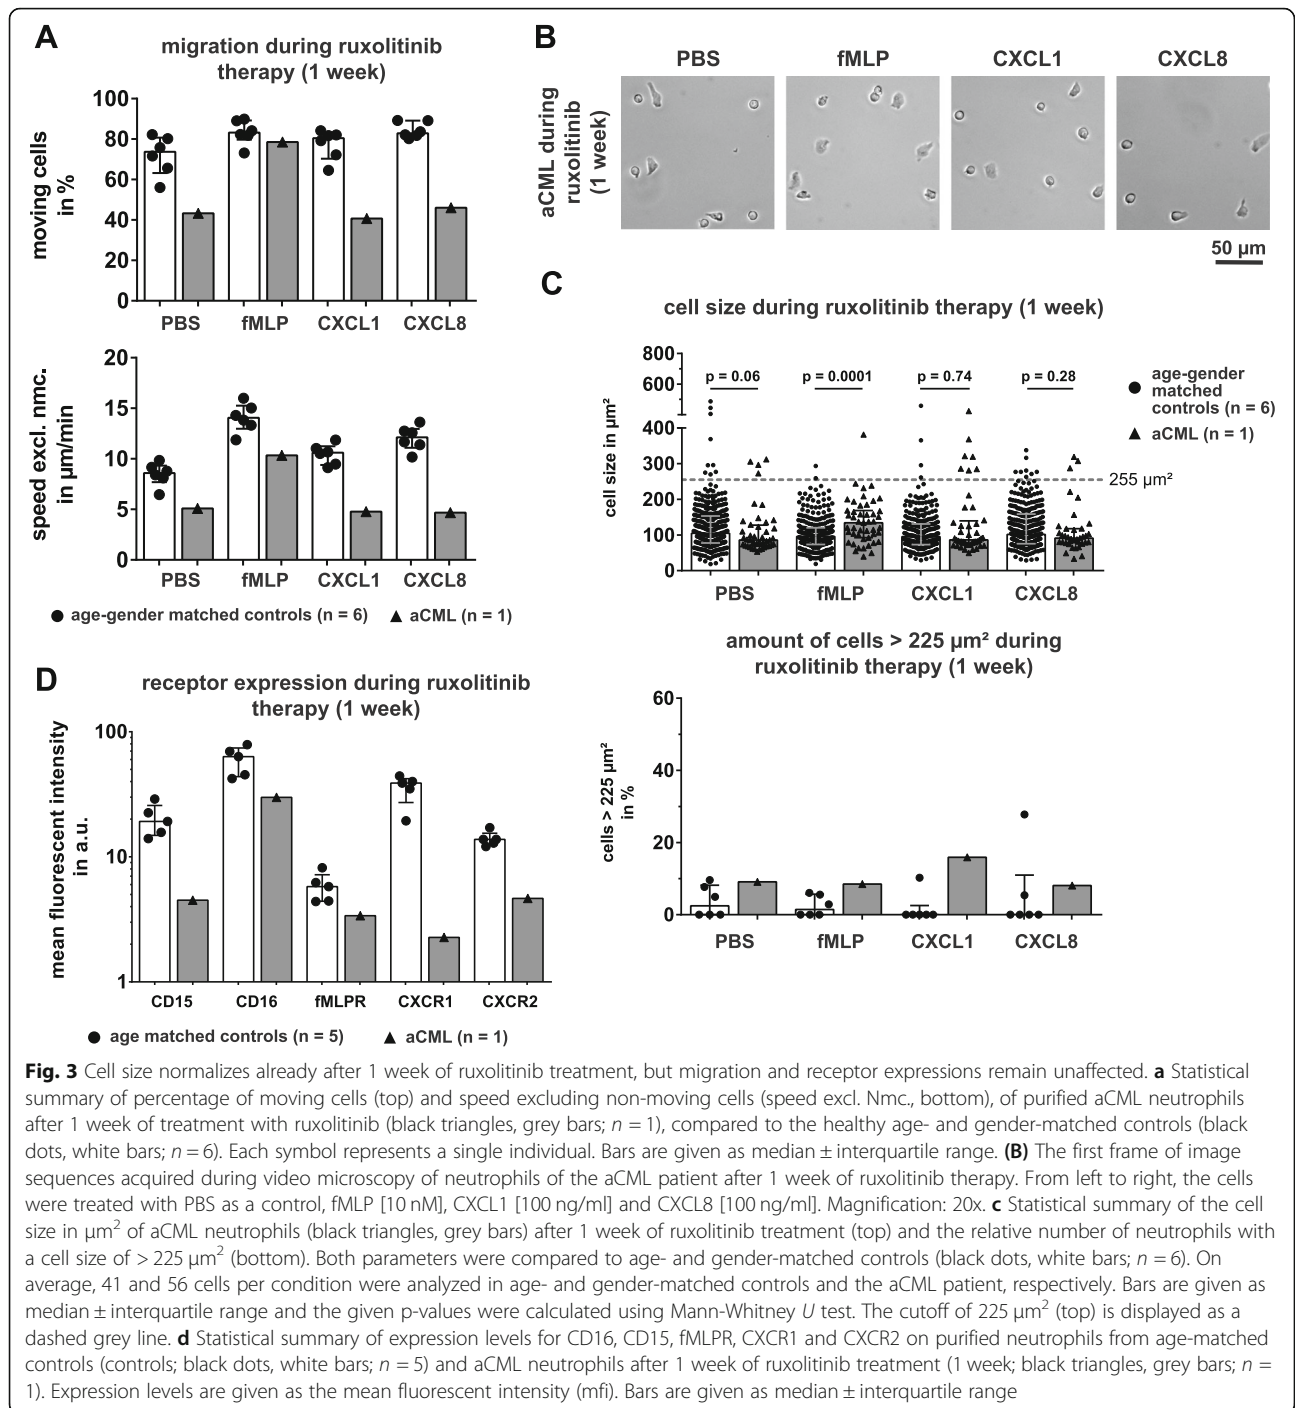 A
migration during ruxolitinib
therapy (1 week)
moving cells
in %
100
80
60
40
20
0
PBS fMLP CXCL1 CXCL8
speed excl. nmc.
in µm/min
20
15
10
5
0
PBS fMLP CXCL1 CXCL8
age-gender matched controls (n = 6) aCML (n = 1)
B
PBS fMLP CXCL1 CXCL8
aCML during
ruxolitinib
(1 week)
50 µm
C
cell size during ruxolitinib therapy (1 week)
cell size in µm²
800
600
400
300
200
100
0
p = 0.06 p = 0.0001 p = 0.74 p = 0.28
age-gender
matched
controls (n = 6)
aCML (n = 1)
255 µm²
PBS fMLP CXCL1 CXCL8
amount of cells > 225 µm² during
ruxolitinib therapy (1 week)
cells > 225 µm²
in %
60
40
20
0
PBS fMLP CXCL1 CXCL8
D
receptor expression during ruxolitinib
therapy (1 week)
mean fluorescent intensity
in a.u.
100
10
1
CD15 CD16 fMLPR CXCR1 CXCR2
age matched controls (n = 5) aCML (n = 1)
Fig. 3 Cell size normalizes already after 1 week of ruxolitinib treatment, but migration and receptor expressions remain unaffected. a Statistical
summary of percentage of moving cells (top) and speed excluding non-moving cells (speed excl. Nmc., bottom), of purified aCML neutrophils
after 1 week of treatment with ruxolitinib (black triangles, grey bars; n = 1), compared to the healthy age- and gender-matched controls (black
dots, white bars; n = 6). Each symbol represents a single individual. Bars are given as median ± interquartile range. (B) The first frame of image
sequences acquired during video microscopy of neutrophils of the aCML patient after 1 week of ruxolitinib therapy. From left to right, the cells
were treated with PBS as a control, fMLP [10 nM], CXCL1 [100 ng/ml] and CXCL8 [100 ng/ml]. Magnification: 20x. c Statistical summary of the cell
size in µm² of aCML neutrophils (black triangles, grey bars) after 1 week of ruxolitinib treatment (top) and the relative number of neutrophils with
a cell size of > 225 µm² (bottom). Both parameters were compared to age- and gender-matched controls (black dots, white bars; n = 6). On
average, 41 and 56 cells per condition were analyzed in age- and gender-matched controls and the aCML patient, respectively. Bars are given as
median ± interquartile range and the given p-values were calculated using Mann-Whitney U test. The cutoff of 225 µm² (top) is displayed as a
dashed grey line. d Statistical summary of expression levels for CD16, CD15, fMLPR, CXCR1 and CXCR2 on purified neutrophils from age-matched
controls (controls; black dots, white bars; n = 5) and aCML neutrophils after 1 week of ruxolitinib treatment (1 week; black triangles, grey bars; n =
1). Expression levels are given as the mean fluorescent intensity (mfi). Bars are given as median ± interquartile range